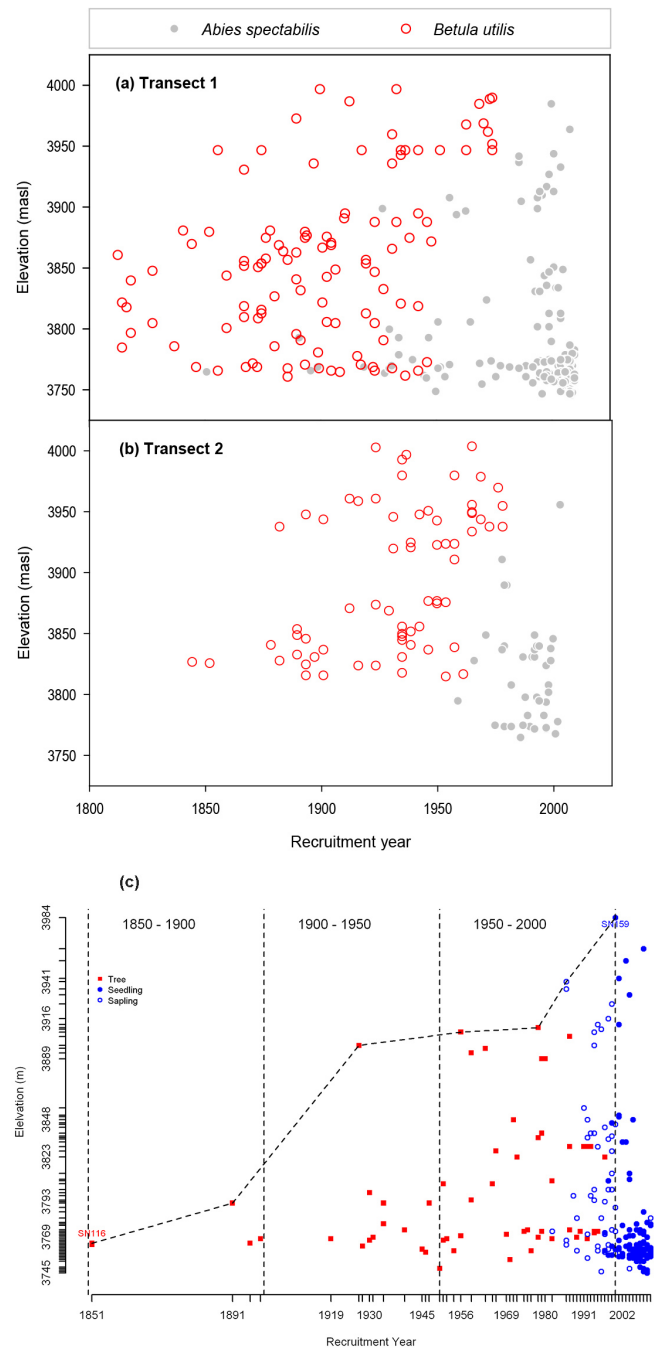 Abies spectabilis Betula utilis
(a) Transect 1
4000
3950
3900
3850
3800
3750
Elevation (masl)
(b) Transect 2
4000
3950
3900
3850
3800
3750
Elevation (masl)
1800 1850 1900 1950 2000
Recruitment year
(c)
1850 - 1900 1900 - 1950 1950 - 2000
SN159
Tree
Seedling
Sapling
3984
3941
3916
3889
3848
3823
3793
3769
3745
Elelvation (m)
SN116
1851 1891 1919 1930 1945 1956 1969 1980 1991 2002
Recruitment Year